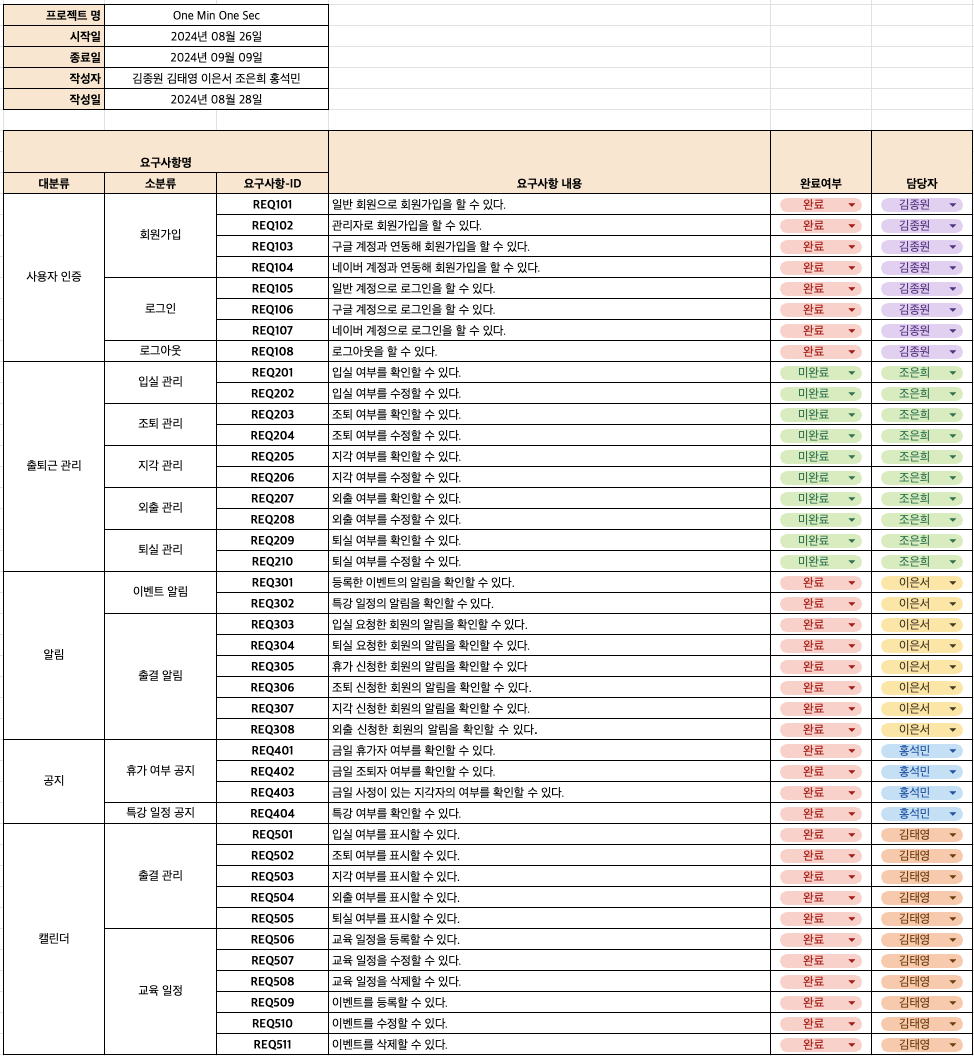 프로젝트 명 One Min One Sec
시작일 2024년 08월 26일
종료일 2024년 09월 09일
작성자 김종원 김태영 이은서 조은희 홍석민
작성일 2024년 08월 28일
요구사항명
대분류 소분류 요구사항-ID 요구사항 내용 완료여부 담당자
사용자 인증 회원가입 REQ101 일반 회원으로 회원가입을 할 수 있다. 완료 김종원
REQ102 관리자로 회원가입을 할 수 있다. 완료 김종원
REQ103 구글 계정과 연동해 회원가입을 할 수 있다. 완료 김종원
REQ104 네이버 계정과 연동해 회원가입을 할 수 있다. 완료 김종원
로그인 REQ105 일반 계정으로 로그인을 할 수 있다. 완료 김종원
REQ106 구글 계정으로 로그인을 할 수 있다. 완료 김종원
REQ107 네이버 계정으로 로그인을 할 수 있다. 완료 김종원
로그아웃 REQ108 로그아웃을 할 수 있다. 완료 김종원
출퇴근 관리 입실 관리 REQ201 입실 여부를 확인할 수 있다. 미완료 조은희
REQ202 입실 여부를 수정할 수 있다. 미완료 조은희
조퇴 관리 REQ203 조퇴 여부를 확인할 수 있다. 미완료 조은희
REQ204 조퇴 여부를 수정할 수 있다. 미완료 조은희
지각 관리 REQ205 지각 여부를 확인할 수 있다. 미완료 조은희
REQ206 지각 여부를 수정할 수 있다. 미완료 조은희
외출 관리 REQ207 외출 여부를 확인할 수 있다. 미완료 조은희
REQ208 외출 여부를 수정할 수 있다. 미완료 조은희
퇴실 관리 REQ209 퇴실 여부를 확인할 수 있다. 미완료 조은희
REQ210 퇴실 여부를 수정할 수 있다. 미완료 조은희
알림 이벤트 알림 REQ301 등록한 이벤트의 알림을 확인할 수 있다. 완료 이은서
REQ302 특강 일정의 알림을 확인할 수 있다. 완료 이은서
출결 알림 REQ303 입실 요청한 회원의 알림을 확인할 수 있다. 완료 이은서
REQ304 퇴실 요청한 회원의 알림을 확인할 수 있다. 완료 이은서
REQ305 휴가 신청한 회원의 알림을 확인할 수 있다 완료 이은서
REQ306 조퇴 신청한 회원의 알림을 확인할 수 있다. 완료 이은서
REQ307 지각 신청한 회원의 알림을 확인할 수 있다. 완료 이은서
REQ308 외출 신청한 회원의 알림을 확인할 수 있다. 완료 이은서
공지 휴가 여부 공지 REQ401 금일 휴가자 여부를 확인할 수 있다. 완료 홍석민
REQ402 금일 조퇴자 여부를 확인할 수 있다. 완료 홍석민
REQ403 금일 사정이 있는 지각자의 여부를 확인할 수 있다. 완료 홍석민
특강 일정 공지 REQ404 특강 여부를 확인할 수 있다. 완료 홍석민
캘린더 출결 관리 REQ501 입실 여부를 표시할 수 있다. 완료 김태영
REQ502 조퇴 여부를 표시할 수 있다. 완료 김태영
REQ503 지각 여부를 표시할 수 있다. 완료 김태영
REQ504 외출 여부를 표시할 수 있다. 완료 김태영
REQ505 퇴실 여부를 표시할 수 있다. 완료 김태영
교육 일정 REQ506 교육 일정을 등록할 수 있다. 완료 김태영
REQ507 교육 일정을 수정할 수 있다. 완료 김태영
REQ508 교육 일정을 삭제할 수 있다. 완료 김태영
REQ509 이벤트를 등록할 수 있다. 완료 김태영
REQ510 이벤트를 수정할 수 있다. 완료 김태영
REQ511 이벤트를 삭제할 수 있다. 완료 김태영